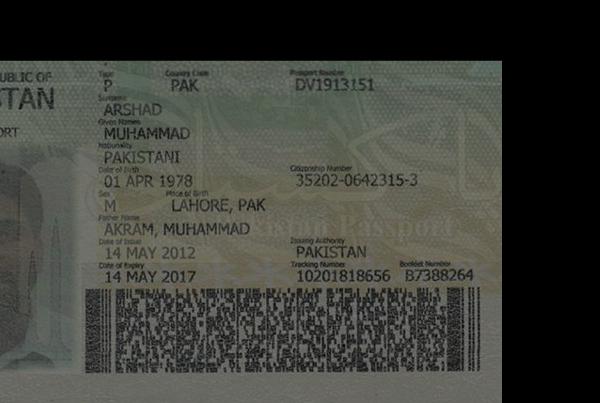 UBLIC OF
STAN
ORT
Type Country Code Passport Number
P PAK DV1913151
Surname
ARSHAD
Given Names
MUHAMMAD
Nationality
PAKISTANI
Date of Birth Citizenship Number
01 APR 1978 35202-0642315-3
Sex Place of Birth
M LAHORE, PAK
Father Name
AKRAM, MUHAMMAD
Pakistan Passport
Date of Issue Issuing Authority
14 MAY 2012 PAKISTAN
Date of Expiry Tracking Number Booklet Number
14 MAY 2017 10201818656 B7388264